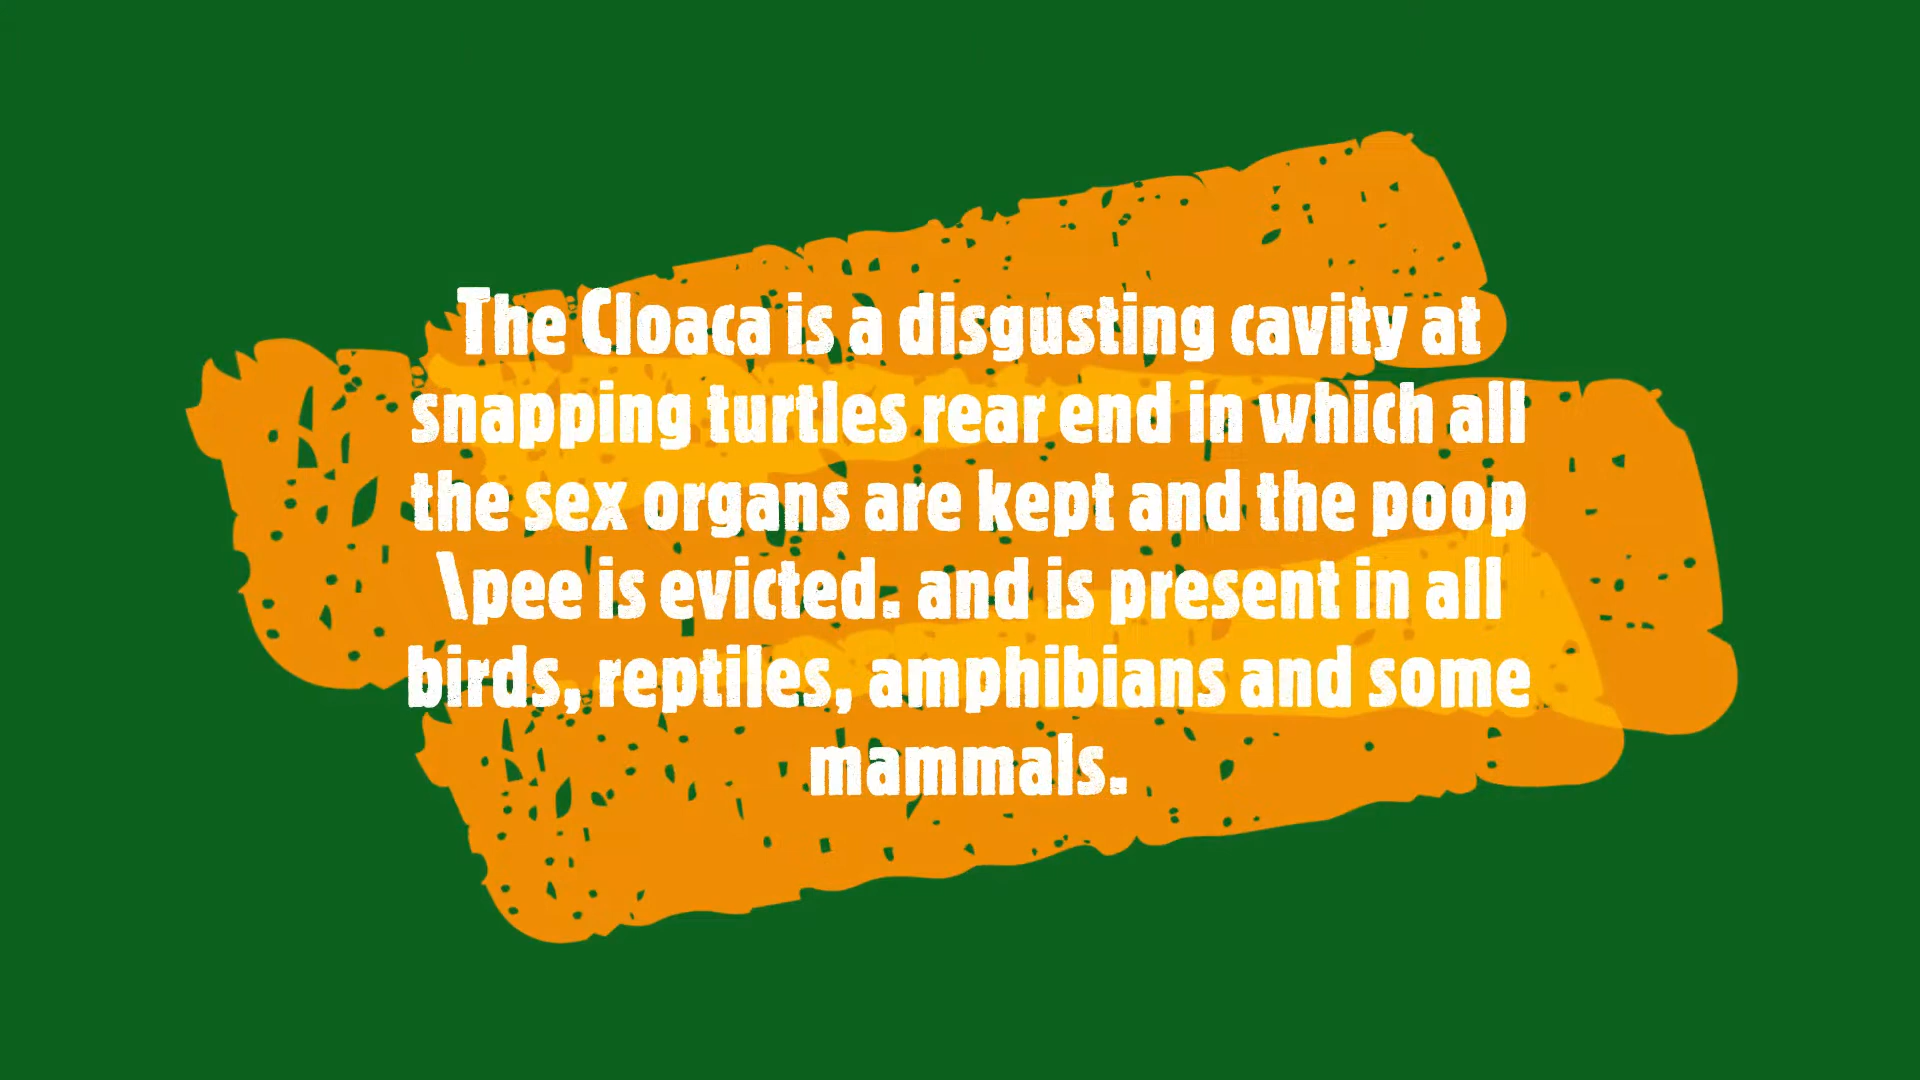 The Cloaca is a disgusting cavity at
snapping turtles rear end in which all
the sex organs are kept and the poop
\pee is evicted. and is present in all
birds, reptiles, amphibians and some
mammals.